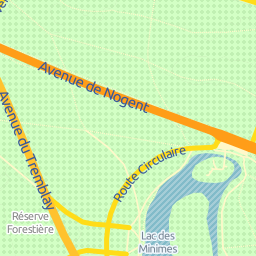 Avenue de Nogent
Avenue du Tremblay
Route Circulaire
Réserve
Forestière
Lac des
Minimes